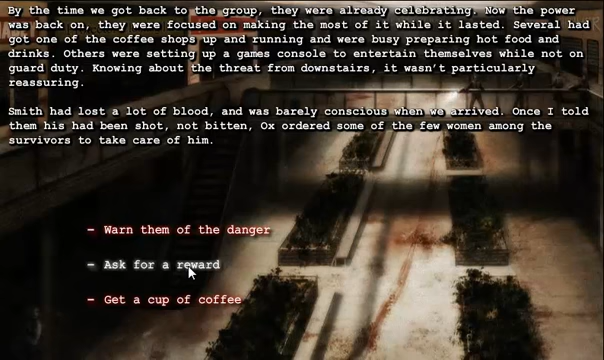 By the time we got back to the group, they were already celebrating. Now the power
was back on, they were focused on making the most of it while it lasted. Several had
got one of the coffee shops up and running and were busy preparing hot food and
drinks. Others were setting up a games console to entertain themselves while not on
guard duty. Knowing about the threat from downstairs, it wasn't particularly
reassuring.
Smith had lost a lot of blood, and was barely conscious when we arrived. Once I told
them his had been shot, not bitten, Ox ordered some of the few women among the
survivors to take care of him.
- Warn them of the danger
- Ask for a reward
- Get a cup of coffee